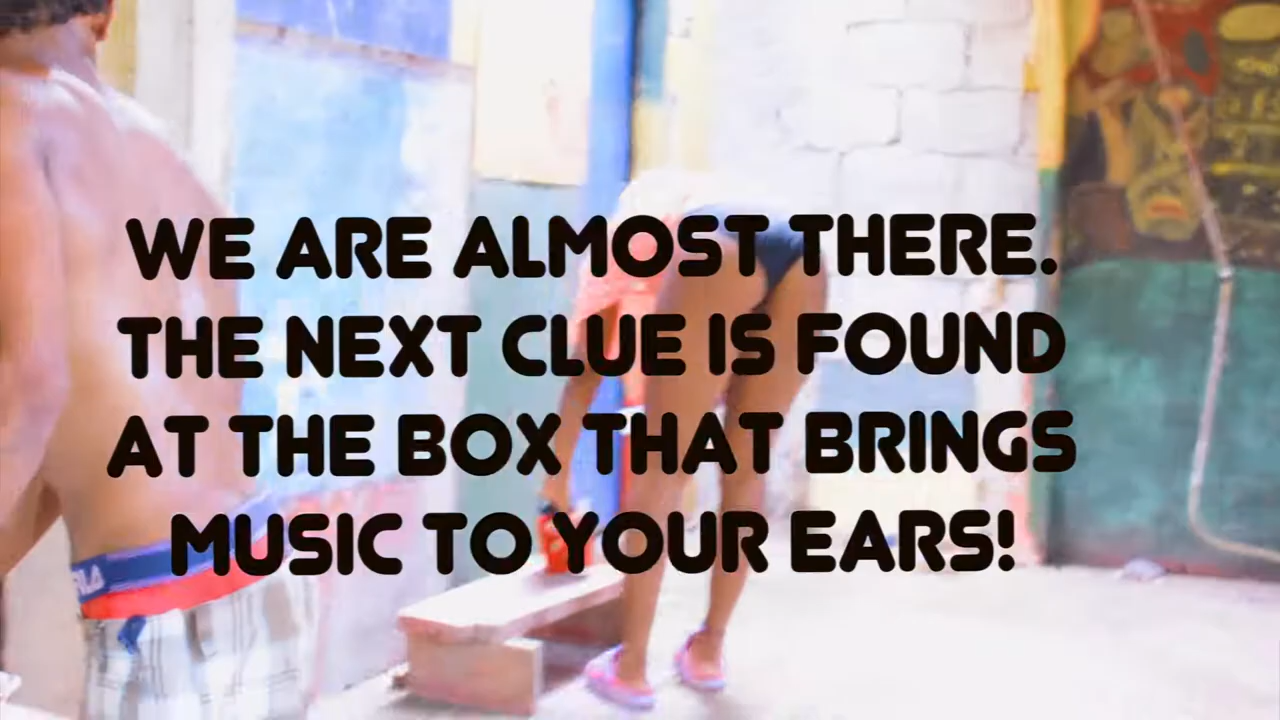 WE ARE ALMOST THERE.
THE NEXT CLUE IS FOUND
AT THE BOX THAT BRINGS
MUSIC TO YOUR EARS!